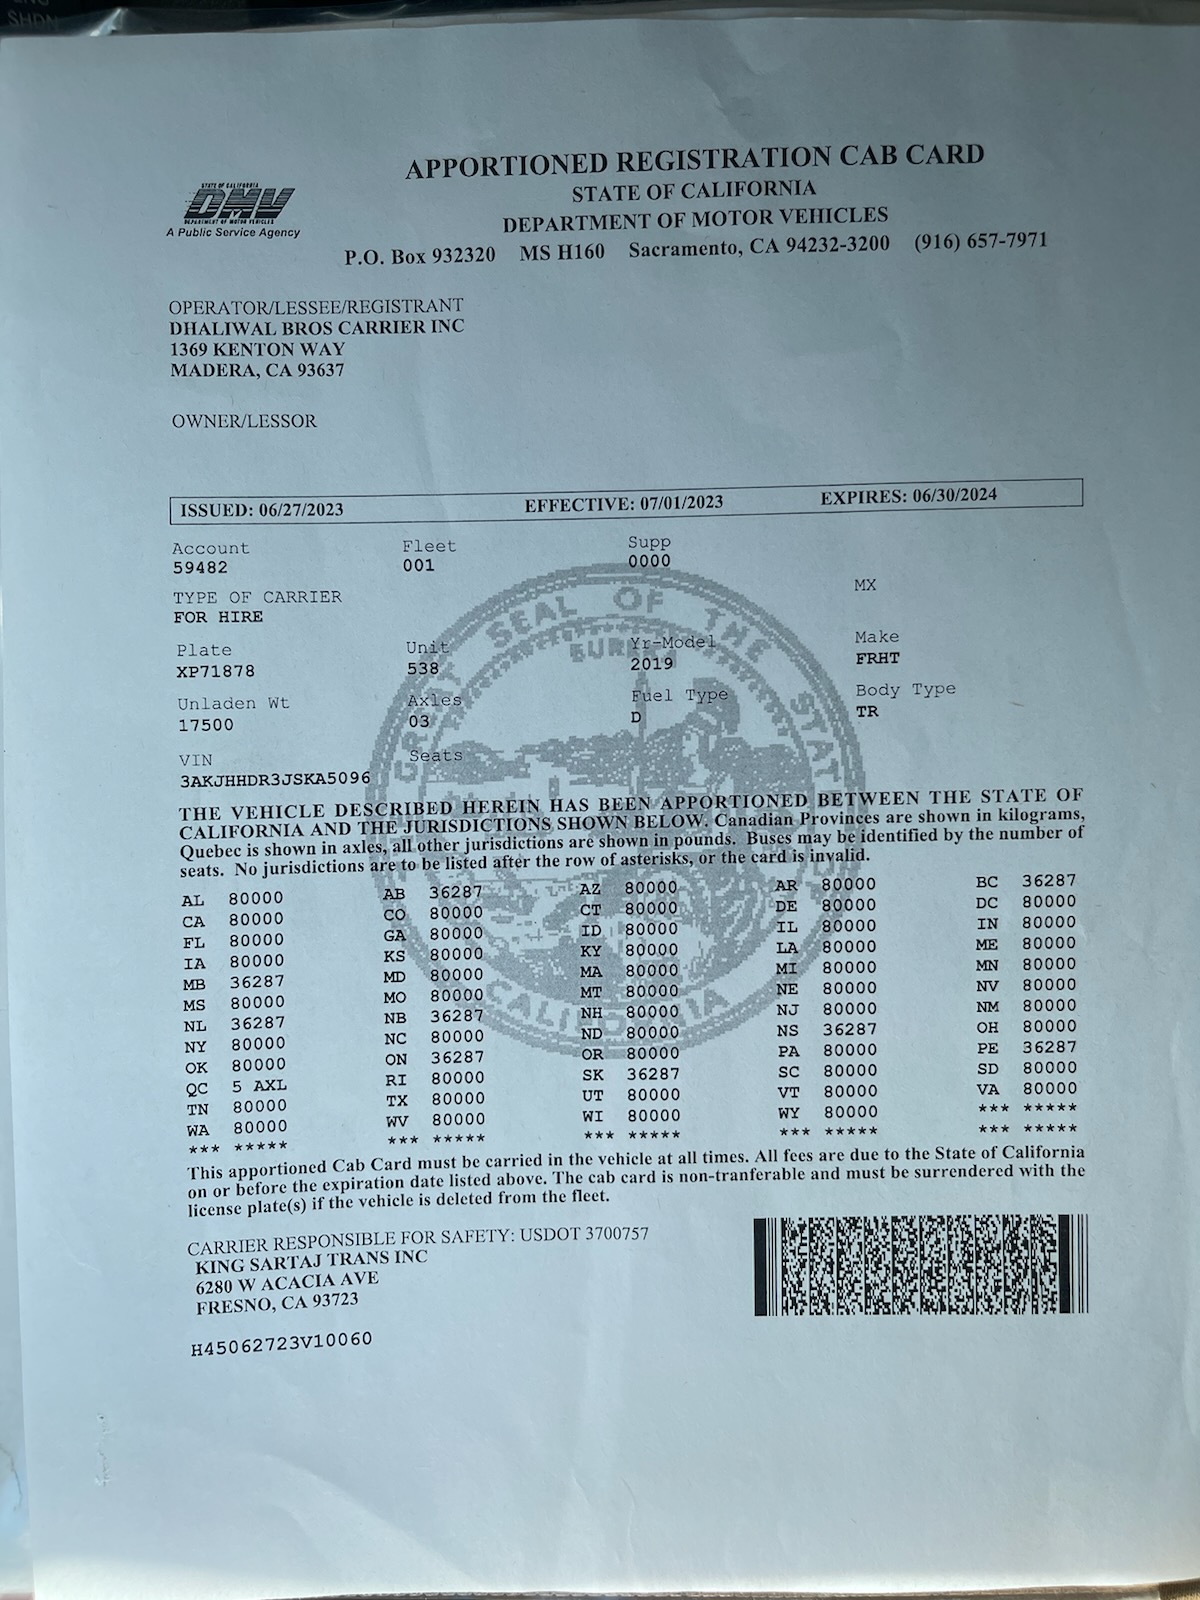 SHDN
APPORTIONED REGISTRATION CAB CARD
STATE OF CALIFORNIA
DEPARTMENT OF MOTOR VEHICLES
P.O. Box 932320 MS H160 Sacramento, CA 94232-3200 (916) 657-7971
STATE OF CALIFORNIA
DMV
DEPARTMENT OF MOTOR VEHICLES
A Public Service Agency
OPERATOR/LESSEE/REGISTRANT
DHALIWAL BROS CARRIER INC
1369 KENTON WAY
MADERA, CA 93637
OWNER/LESSOR
ISSUED: 06/27/2023 EFFECTIVE: 07/01/2023 EXPIRES: 06/30/2024
Account Fleet Supp
59482 001 0000
MX
TYPE OF CARRIER
FOR HIRE
Plate Unit Yr-Model Make
XP71878 538 2019 FRHT
Unladen Wt Axles Fuel Type Body Type
17500 03 D TR
VIN Seats
3AKJHHDR3JSKA5096
GREAT SEAL OF THE STATE
EUREKA
CALIFORNIA
THE VEHICLE DESCRIBED HEREIN HAS BEEN APPORTIONED BETWEEN THE STATE OF
CALIFORNIA AND THE JURISDICTIONS SHOWN BELOW. Canadian Provinces are shown in kilograms,
Quebec is shown in axles, all other jurisdictions are shown in pounds. Buses may be identified by the number of
seats. No jurisdictions are to be listed after the row of asterisks, or the card is invalid.
AL 80000 AB 36287 AZ 80000 AR 80000 BC 36287
CA 80000 CO 80000 CT 80000 DE 80000 DC 80000
FL 80000 GA 80000 ID 80000 IL 80000 IN 80000
IA 80000 KS 80000 KY 80000 LA 80000 ME 80000
MB 36287 MD 80000 MA 80000 MI 80000 MN 80000
MS 80000 MO 80000 MT 80000 NE 80000 NV 80000
NL 36287 NB 36287 NH 80000 NJ 80000 NM 80000
NY 80000 NC 80000 ND 80000 NS 36287 OH 80000
OK 80000 ON 36287 OR 80000 PA 80000 PE 36287
QC 5 AXL RI 80000 SK 36287 SC 80000 SD 80000
TN 80000 TX 80000 UT 80000 VT 80000 VA 80000
WA 80000 WV 80000 WI 80000 WY 80000 *** *****
*** ***** *** ***** *** ***** *** ***** *** *****
This apportioned Cab Card must be carried in the vehicle at all times. All fees are due to the State of California
on or before the expiration date listed above. The cab card is non-tranferable and must be surrendered with the
license plate(s) if the vehicle is deleted from the fleet.
CARRIER RESPONSIBLE FOR SAFETY: USDOT 3700757
KING SARTAJ TRANS INC
6280 W ACACIA AVE
FRESNO, CA 93723
H45062723V10060